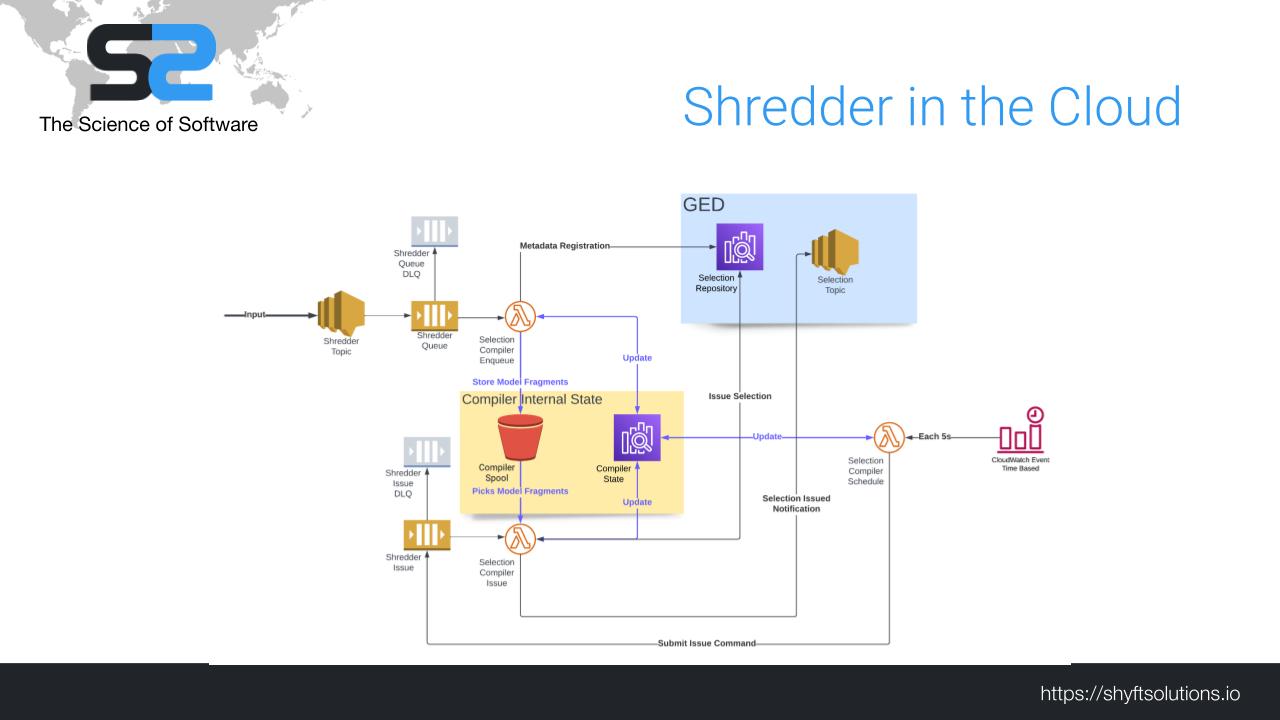 S2
The Science of Software
Shredder in the Cloud
GED
Shredder
Queue
DLQ
Metadata Registration
Selection
Repository
Selection
Topic
Input
Shredder
Topic
Shredder
Queue
Selection
Compiler
Enqueue
Update
Store Model Fragments
Issue Selection
Compiler Internal State
Update
Each 5s
Shredder
Issue
DLQ
Compiler
Spool
Compiler
State
Selection
Compiler
Schedule
CloudWatch Event
Time Based
Picks Model Fragments
Update
Selection Issued
Notification
Shredder
Issue
Selection
Compiler
Issue
Submit Issue Command
https://shyftsolutions.io